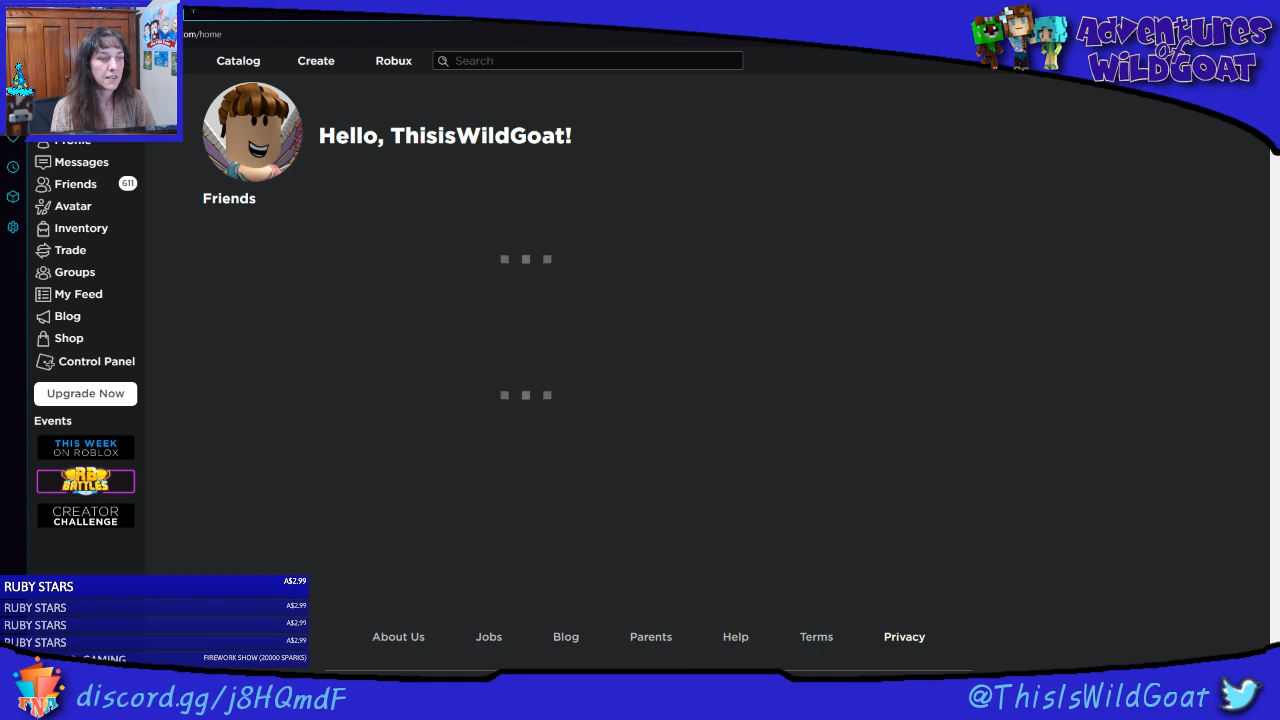 om/home
Catalog
Create
Robux
Search
Adventures
of
WiLDGOAT
Hello, ThisisWildGoat!
Friends
Profile
Messages
Friends
611
Avatar
Inventory
Trade
Groups
My Feed
Blog
Shop
Control Panel
Upgrade Now
Events
THIS WEEK
ON ROBLOX
RB
BATTLES
CREATOR
CHALLENGE
RUBY STARS A$2.99
RUBY STARS A$2.99
RUBY STARS A$2.99
RUBY STARS A$2.99
GAMING FIREWORK SHOW (20000 SPARKS)
About Us
Jobs
Blog
Parents
Help
Terms
Privacy
FNA
discord.gg/j8HQmdF
@ThisIsWildGoat